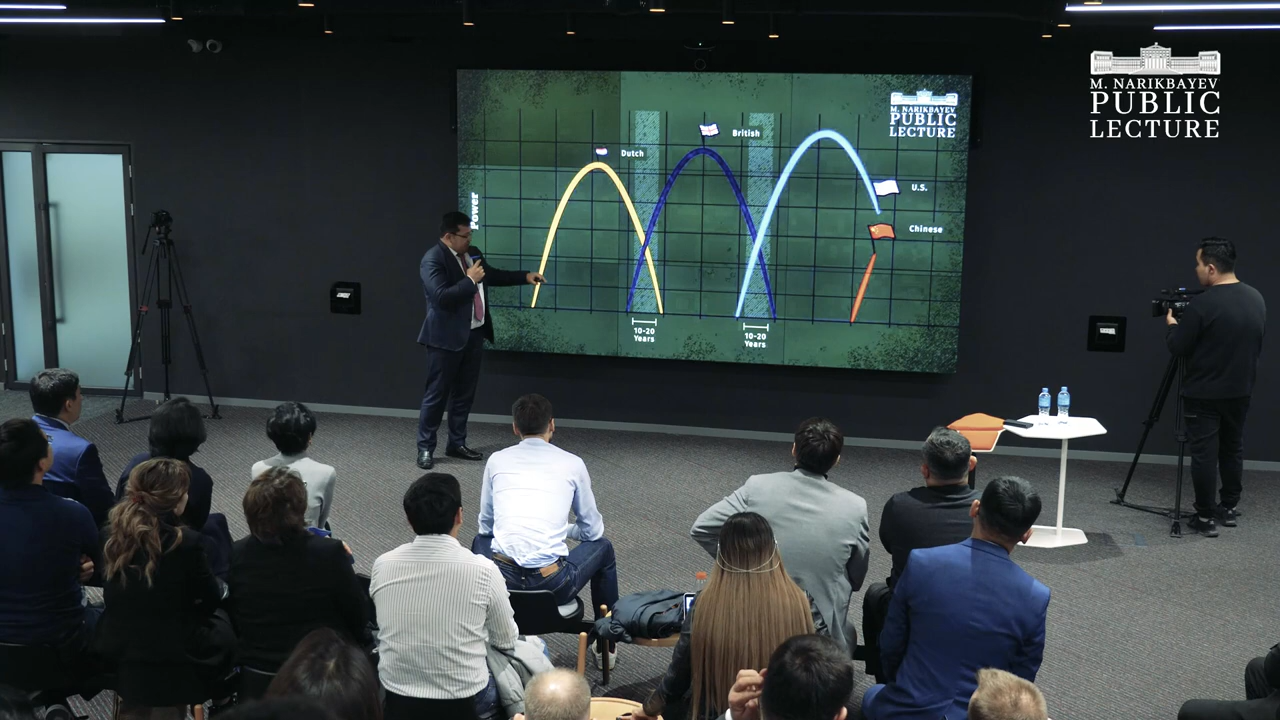 M. NARIKBAYEV
PUBLIC
LECTURE
M. NARIKBAYEV
PUBLIC
LECTURE
Power
Dutch
British
U.S.
Chinese
10-20
Years
10-20
Years